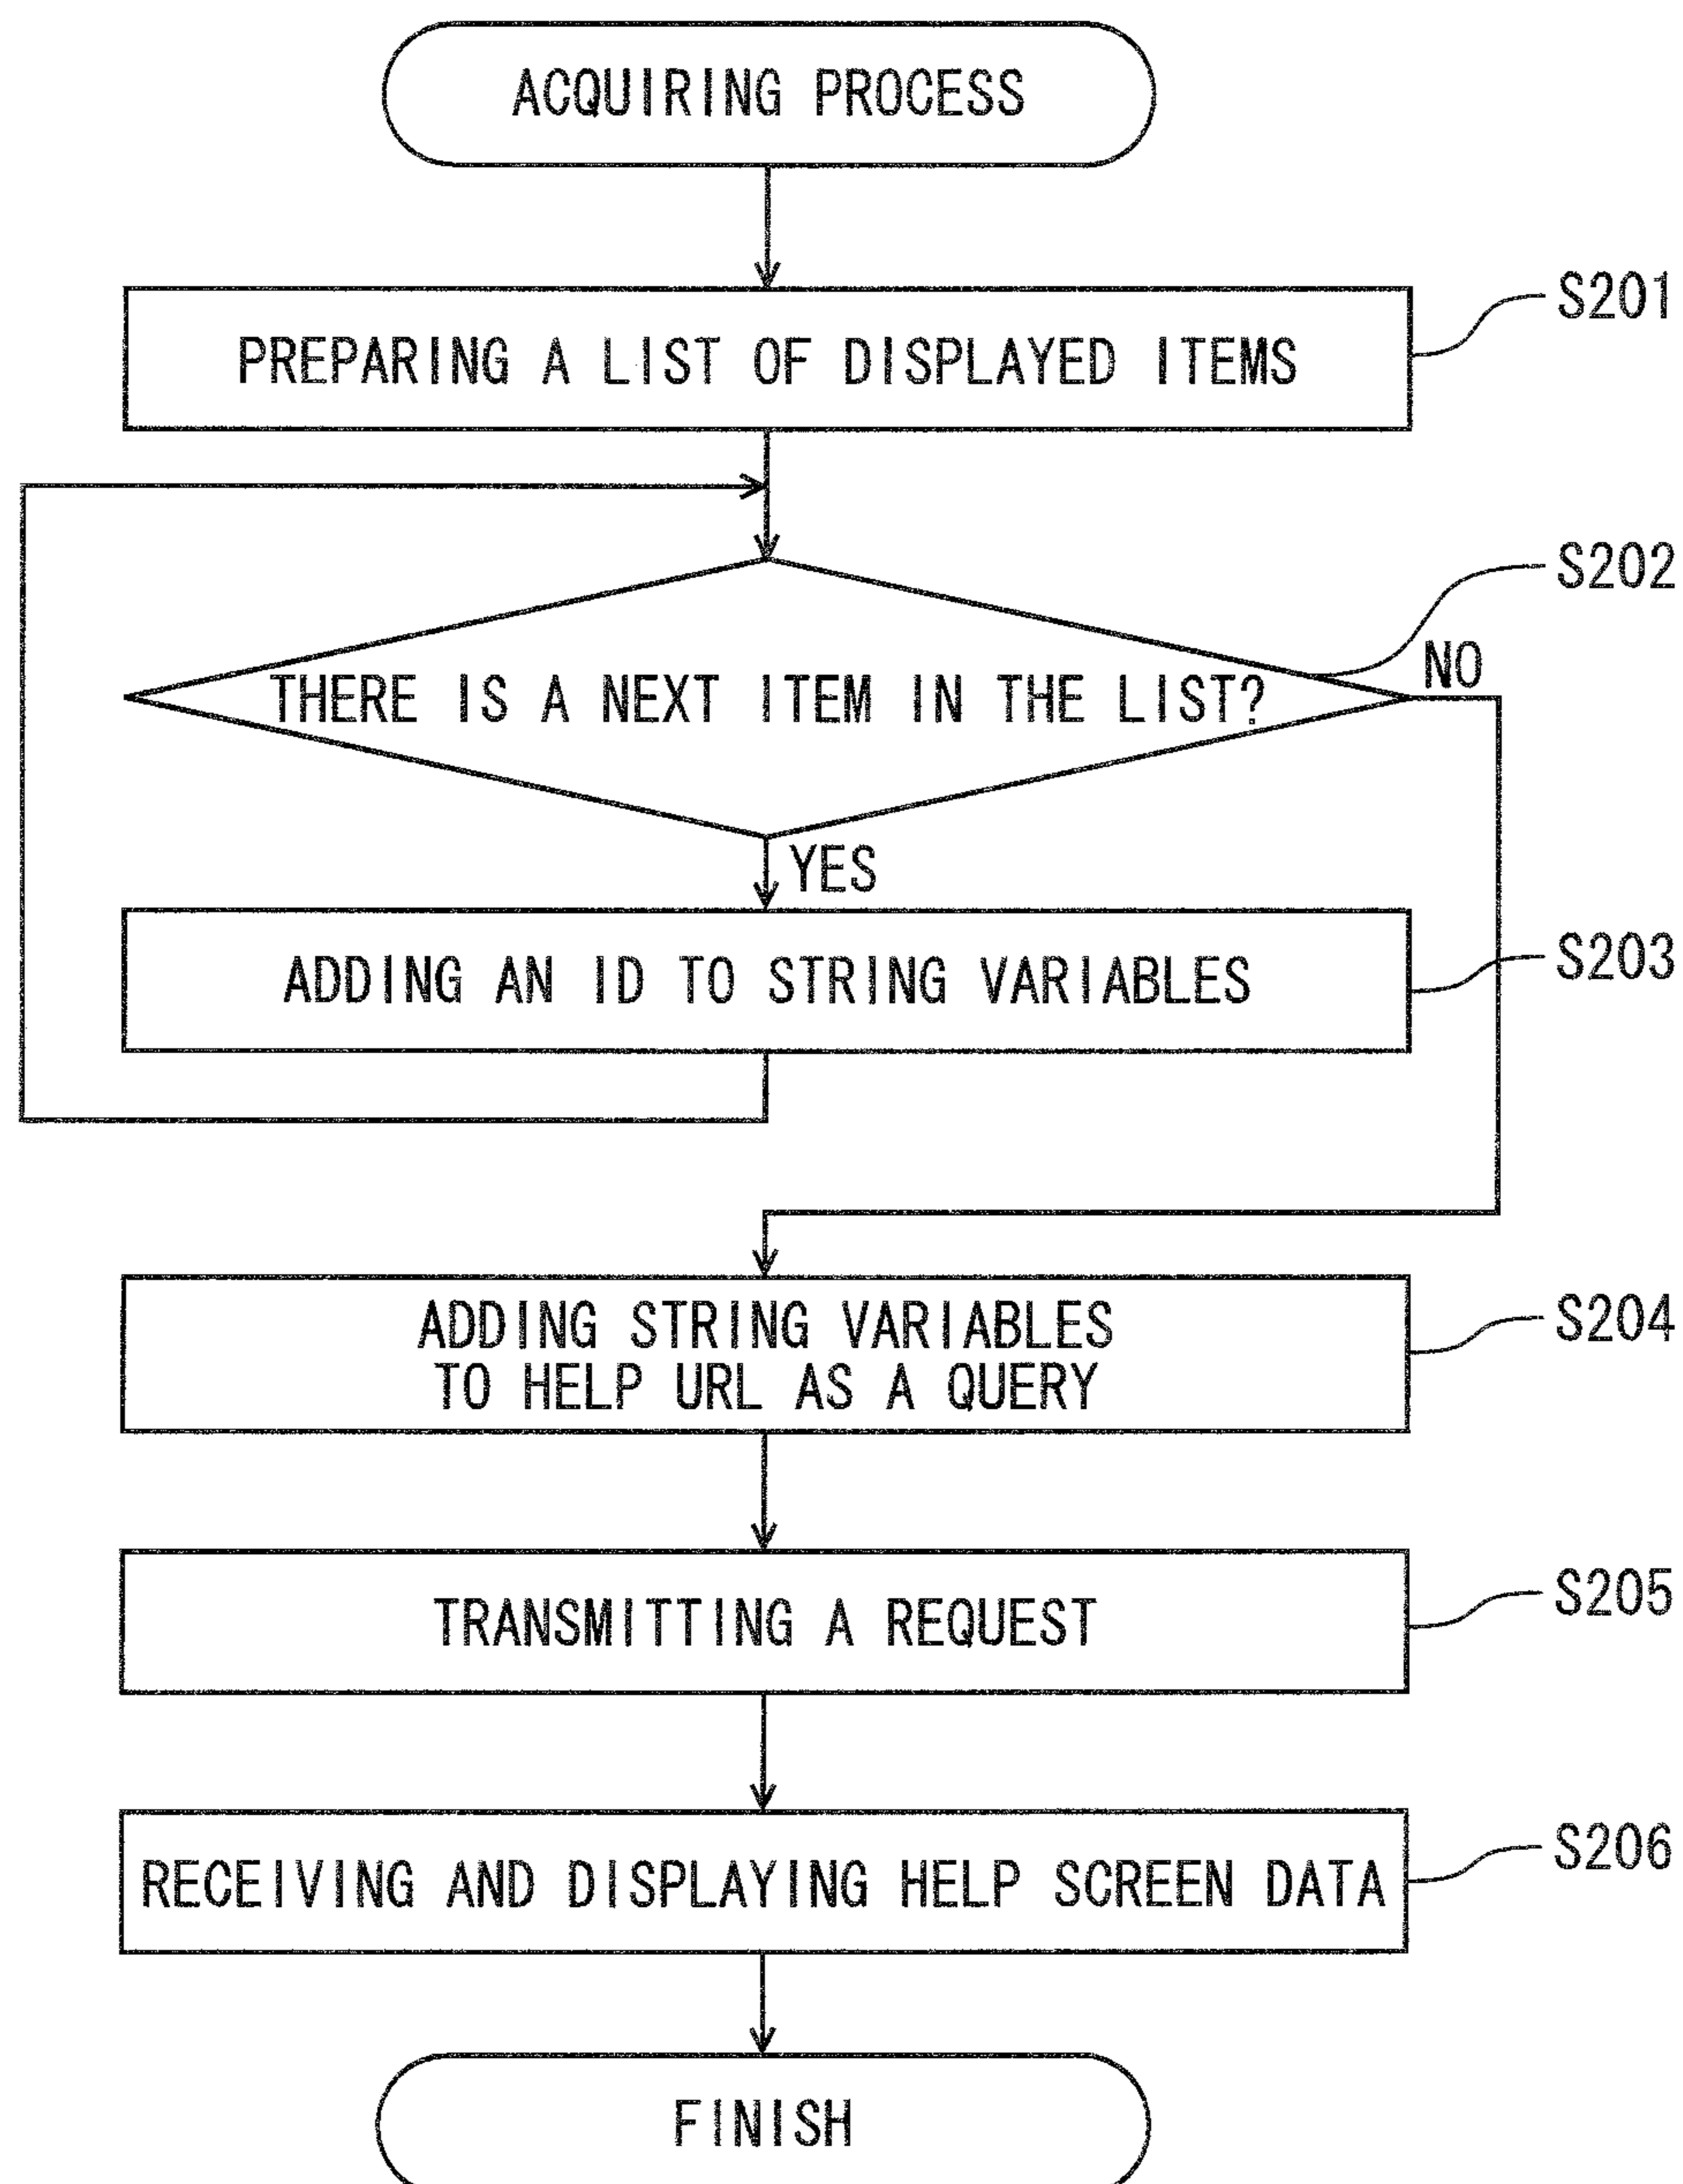 ACQUIRING PROCESS
PREPARING A LIST OF DISPLAYED ITEMS
S201
THERE IS A NEXT ITEM IN THE LIST?
S202
NO
YES
ADDING AN ID TO STRING VARIABLES
S203
ADDING STRING VARIABLES
TO HELP URL AS A QUERY
S204
TRANSMITTING A REQUEST
S205
RECEIVING AND DISPLAYING HELP SCREEN DATA
S206
FINISH